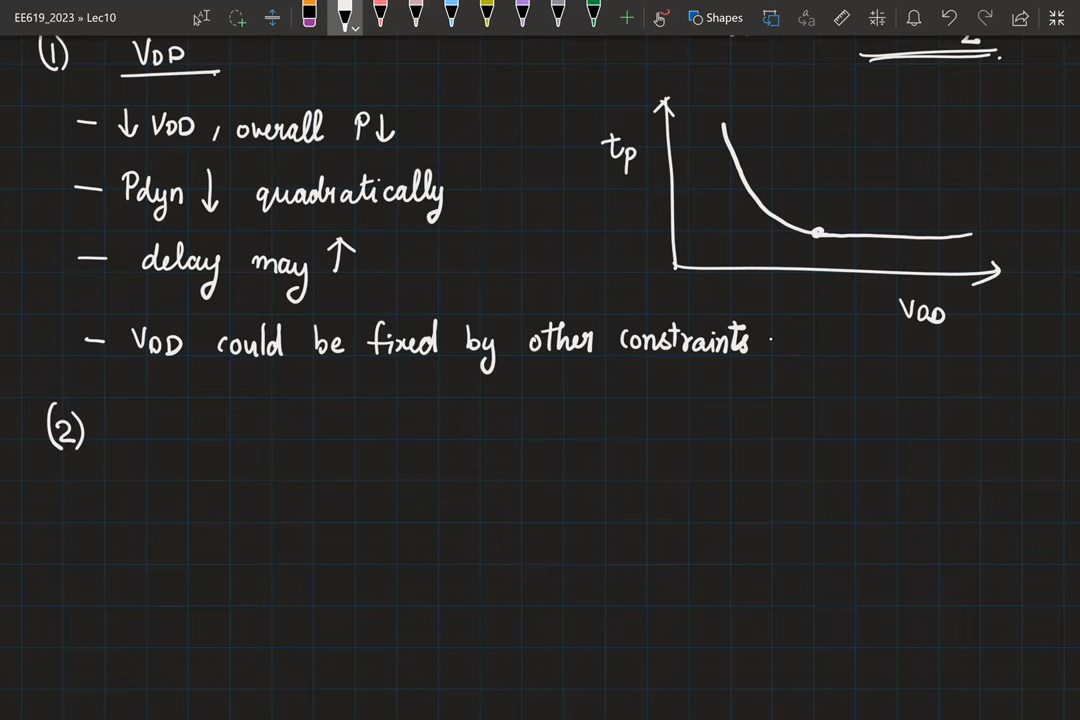 EE619_2023 » Lec10
Shapes
(1) VDD
– ↓ VDD, overall P↓
– Pdyn ↓ quadratically
– delay may ↑
– VDD could be fixed by other constraints.
tp
VDD
(2)